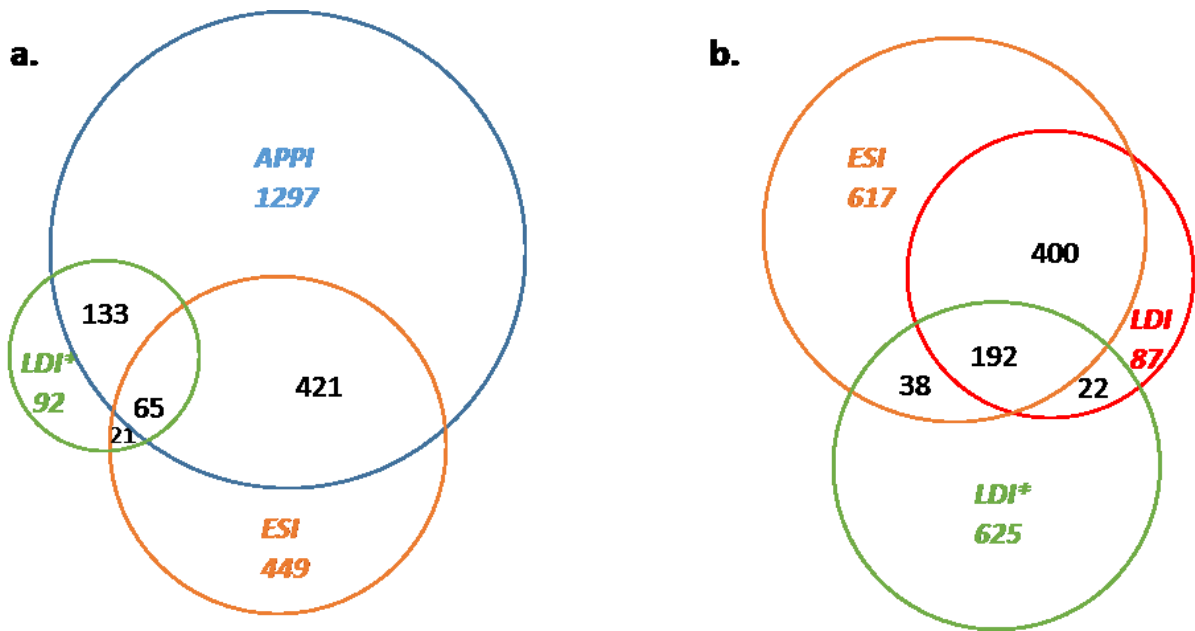 a.
APPI
1297
133
LDI*
92
65
21
421
ESI
449
b.
ESI
617
400
LDI
87
192
38
22
LDI*
625